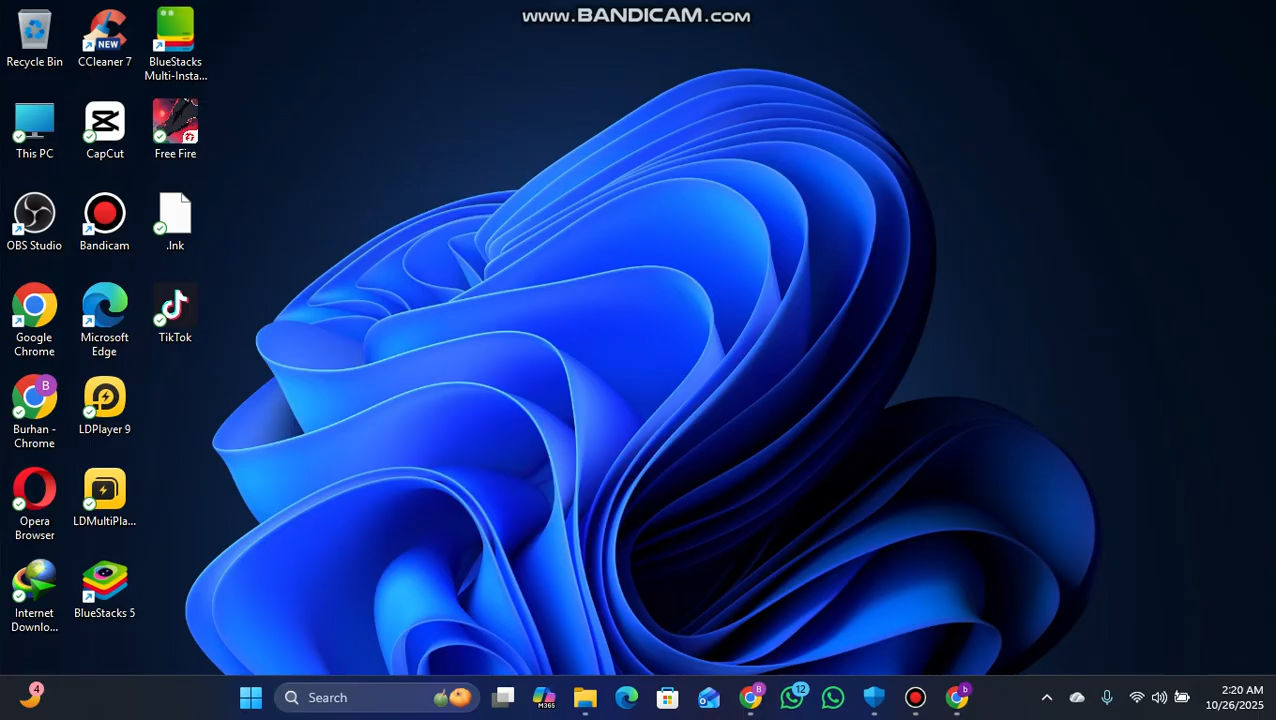 www.BANDICAM.com
Recycle Bin
NEW
CCleaner 7
BlueStacks
Multi-Insta...
This PC
CapCut
Free Fire
OBS Studio
Bandicam
.lnk
Google
Chrome
Microsoft
Edge
TikTok
B
Burhan -
Chrome
LDPlayer 9
Opera
Browser
LDMultiPla...
Internet
Downlo...
BlueStacks 5
4
Search
M365
B
12
b
2:20 AM
10/26/2025